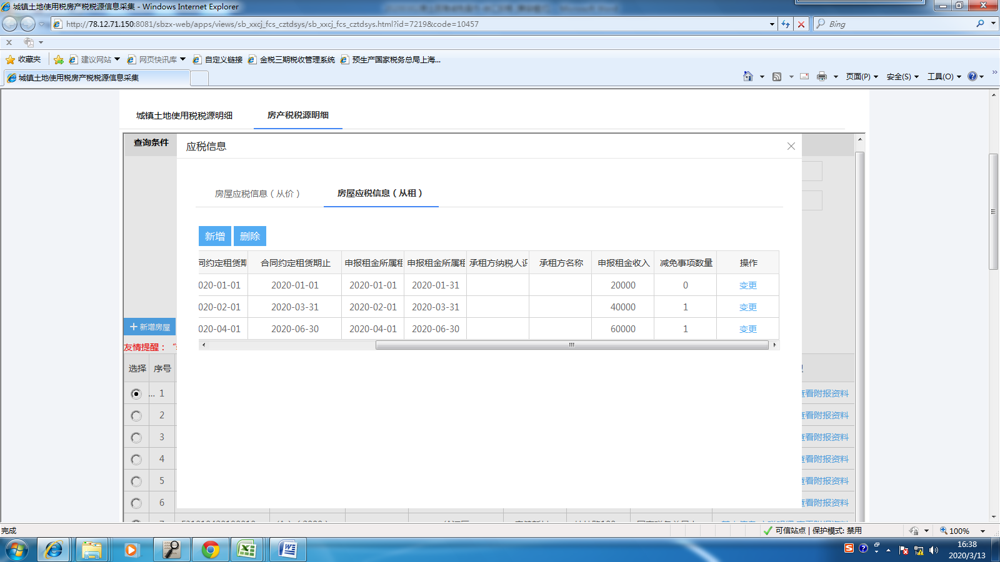 城镇土地使用税房产税税源信息采集 - Windows Internet Explorer
http://78.12.71.150:8081/sbzx-web/apps/views/sb_xxcj_fcs_cztdsys/sb_xxcj_fcs_cztdsys.html?id=7219&code=10457
Bing
x
收藏夹 建议网站 网页快讯库 自定义链接 金税三期税收管理系统 预生产国家税务总局上海...
城镇土地使用税房产税税源信息采集
页面(P) 安全(S) 工具(O)
城镇土地使用税税源明细 房产税税源明细
查询条件
应税信息
房屋应税信息（从价） 房屋应税信息（从租）
新增 删除
同约定租赁期 合同约定租赁期止 申报租金所属租 申报租金所属租 承租方纳税人识 承租方名称 申报租金收入 减免事项数量 操作
020-01-01 2020-01-01 2020-01-01 2020-01-31 20000 0 变更
020-02-01 2020-03-31 2020-02-01 2020-03-31 40000 1 变更
020-04-01 2020-06-30 2020-04-01 2020-06-30 60000 1 变更
新增房屋
友情提醒：
选择 序号
... 1 查看附报资料
2 查看附报资料
3 查看附报资料
4 查看附报资料
5 查看附报资料
6 查看附报资料
完成
可信站点 | 保护模式: 禁用
100%
16:38
2020/3/13